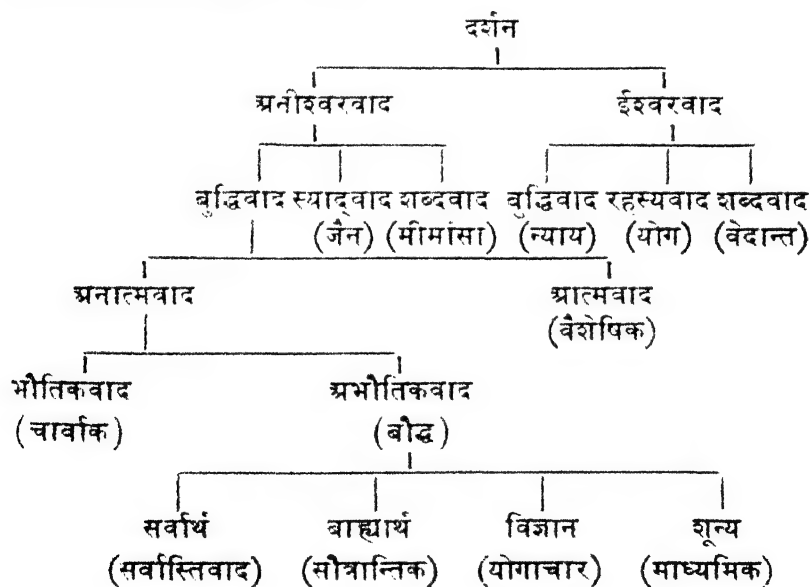 दर्शन
अनीश्वरवाद ईश्वरवाद
बुद्धिवाद स्याद्वाद शब्दवाद बुद्धिवाद रहस्यवाद शब्दवाद
(जैन) (मीमांसा) (न्याय) (योग) (वेदान्त)
अनात्मवाद आत्मवाद
(वैशेषिक)
भौतिकवाद अभौतिकवाद
(चार्वाक) (बौद्ध)
सर्वार्थ बाह्यार्थ विज्ञान शून्य
(सर्वास्तिवाद) (सौत्रान्तिक) (योगाचार) (माध्यमिक)